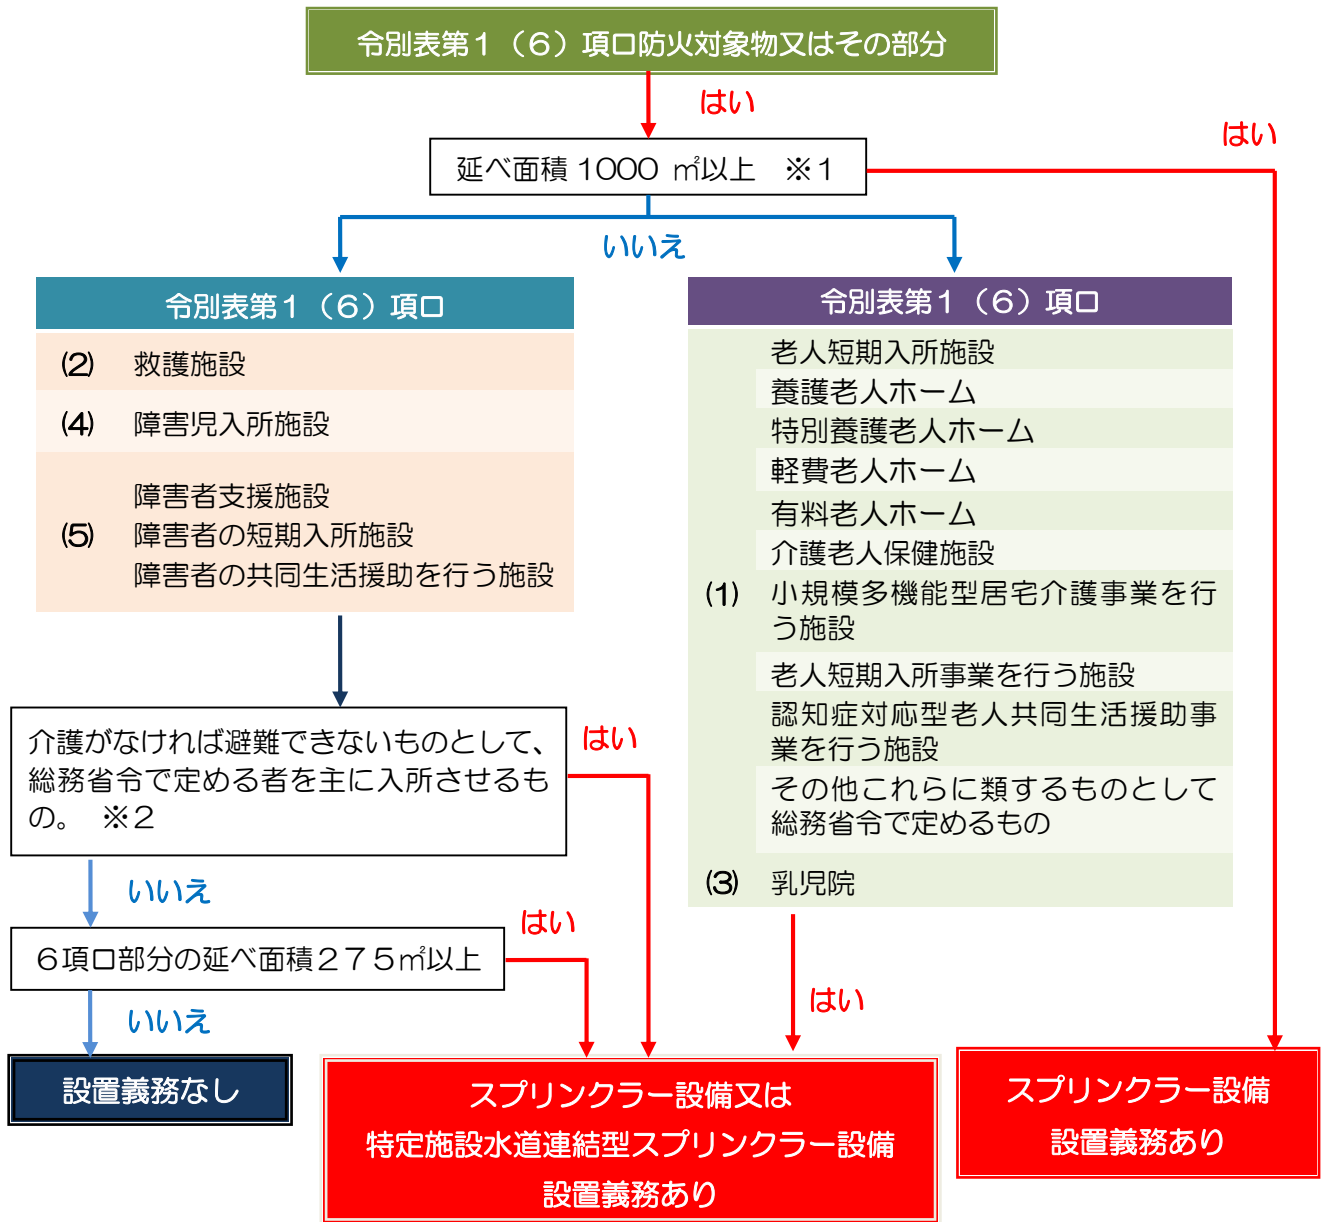 令別表第１（６）項ロ防火対象物又はその部分
はい
はい
延べ面積 1000 ㎡以上　※１
いいえ
令別表第１（６）項ロ
(2) 救護施設
(4) 障害児入所施設
障害者支援施設
(5) 障害者の短期入所施設
障害者の共同生活援助を行う施設
令別表第１（６）項ロ
老人短期入所施設
養護老人ホーム
特別養護老人ホーム
軽費老人ホーム
有料老人ホーム
介護老人保健施設
(1) 小規模多機能型居宅介護事業を行
う施設
老人短期入所事業を行う施設
認知症対応型老人共同生活援助事
業を行う施設
その他これらに類するものとして
総務省令で定めるもの
(3) 乳児院
介護がなければ避難できないものとして、
総務省令で定める者を主に入所させるも
の。　※２
はい
いいえ
はい
６項ロ部分の延べ面積２７５㎡以上
いいえ
はい
設置義務なし
スプリンクラー設備又は
特定施設水道連結型スプリンクラー設備
設置義務あり
スプリンクラー設備
設置義務あり